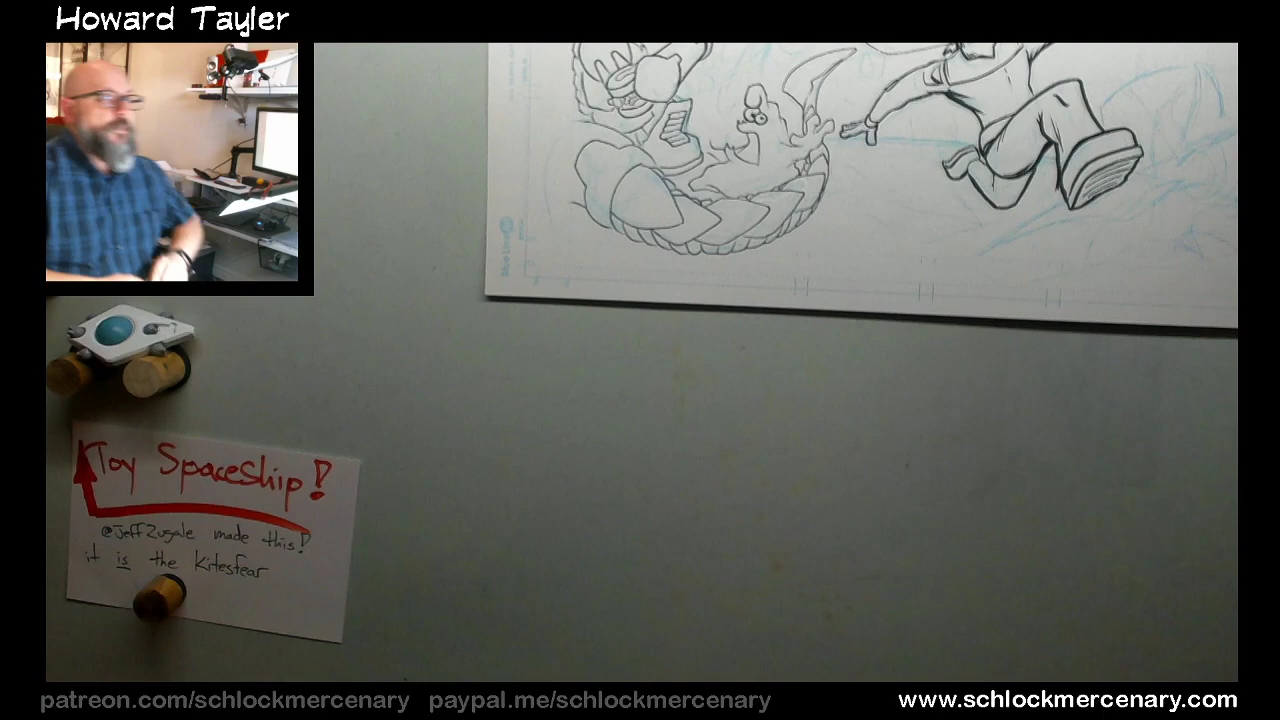 Howard Tayler
Toy Spaceship!
@JeffZugale made this!
it is the Kitesfear
patreon.com/schlockmercenary paypal.me/schlockmercenary www.schlockmercenary.com